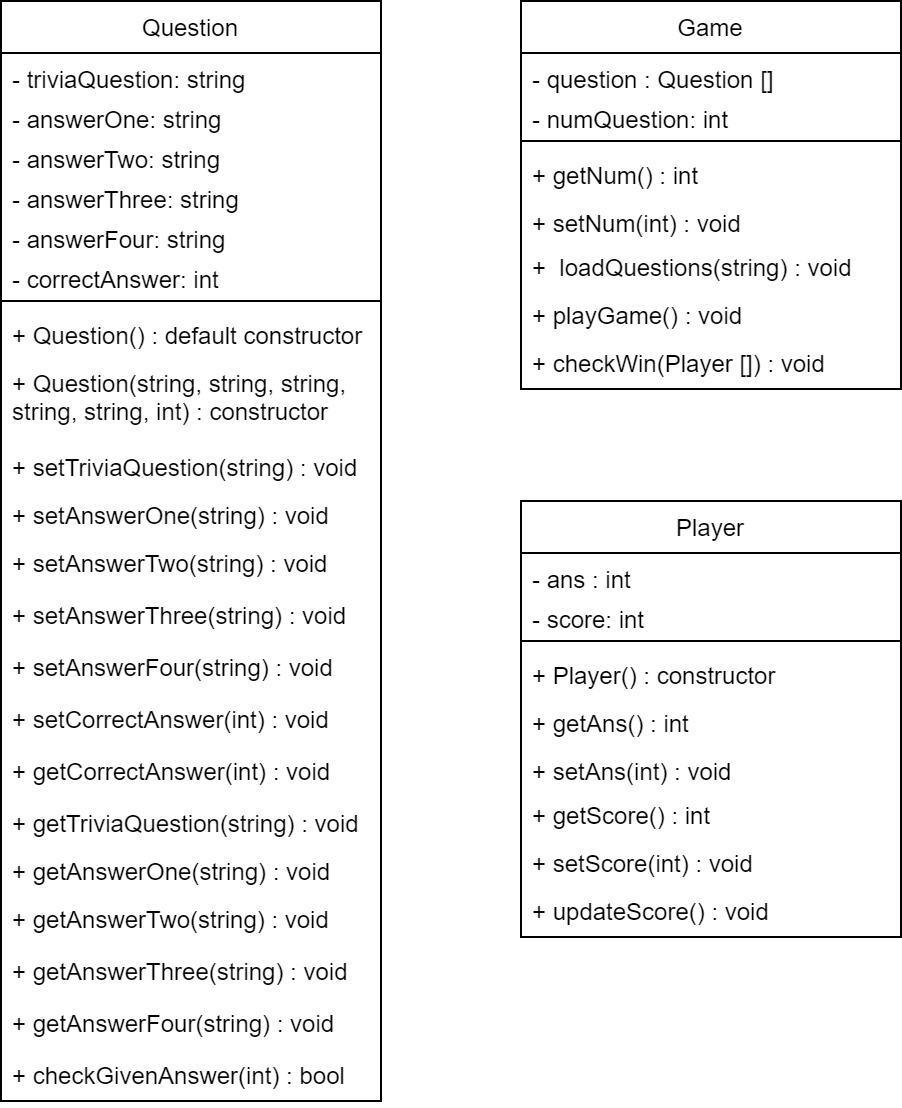 Question
- triviaQuestion: string
- answerOne: string
- answerTwo: string
- answerThree: string
- answerFour: string
- correctAnswer: int
+ Question() : default constructor
+ Question(string, string, string,
string, string, int) : constructor
+ setTriviaQuestion(string) : void
+ setAnswerOne(string) : void
+ setAnswerTwo(string) : void
+ setAnswerThree(string) : void
+ setAnswerFour(string) : void
+ setCorrectAnswer(int) : void
+ getCorrectAnswer(int) : void
+ getTriviaQuestion(string) : void
+ getAnswerOne(string) : void
+ getAnswerTwo(string) : void
+ getAnswerThree(string) : void
+ getAnswerFour(string) : void
+ checkGivenAnswer(int) : bool
Game
- question : Question []
- numQuestion: int
+ getNum() : int
+ setNum(int) : void
+  loadQuestions(string) : void
+ playGame() : void
+ checkWin(Player []) : void
Player
- ans : int
- score: int
+ Player() : constructor
+ getAns() : int
+ setAns(int) : void
+ getScore() : int
+ setScore(int) : void
+ updateScore() : void